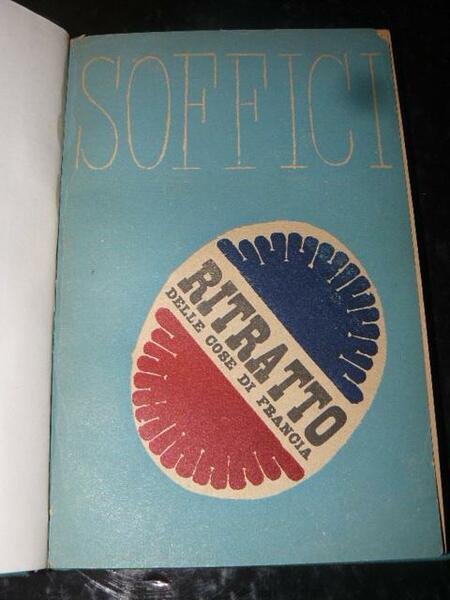 SOFFICI
RITRATTO
DELLE COSE DI FRANCIA